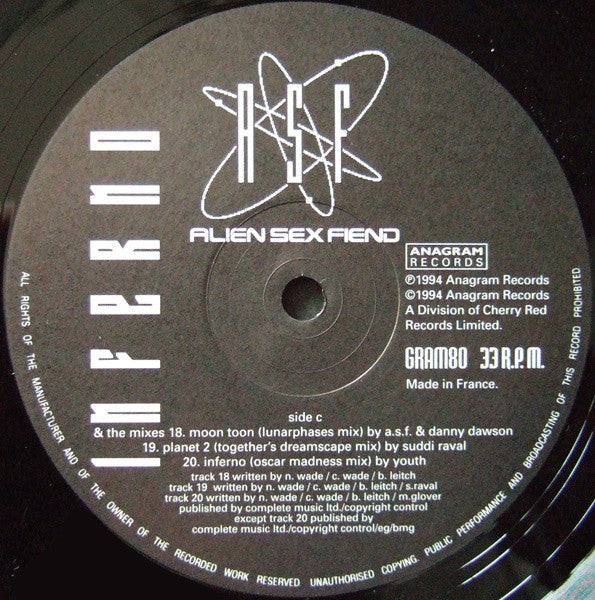 ASF
ALIEN SEX FIEND
INFERNO
ANAGRAM
RECORDS
℗1994 Anagram Records
©1994 Anagram Records
A Division of Cherry Red
Records Limited.
GRAM80 33 R.P.M.
Made in France.
side c
& the mixes 18. moon toon (lunarphases mix) by a.s.f. & danny dawson
19. planet 2 (together's dreamscape mix) by suddi raval
20. inferno (oscar madness mix) by youth
track 18 written by n. wade / c. wade / b. leitch
track 19 written by n. wade / c. wade / b. leitch / s.raval
track 20 written by n. wade / c. wade / b. leitch / m.glover
published by complete music ltd./copyright control
except track 20 published by
complete music ltd./copyright control/eg/bmg
ALL RIGHTS OF THE MANUFACTURER AND OF THE OWNER OF THE RECORDED WORK RESERVED. UNAUTHORISED COPYING. PUBLIC PERFORMANCE AND BROADCASTING OF THIS RECORD PROHIBITED